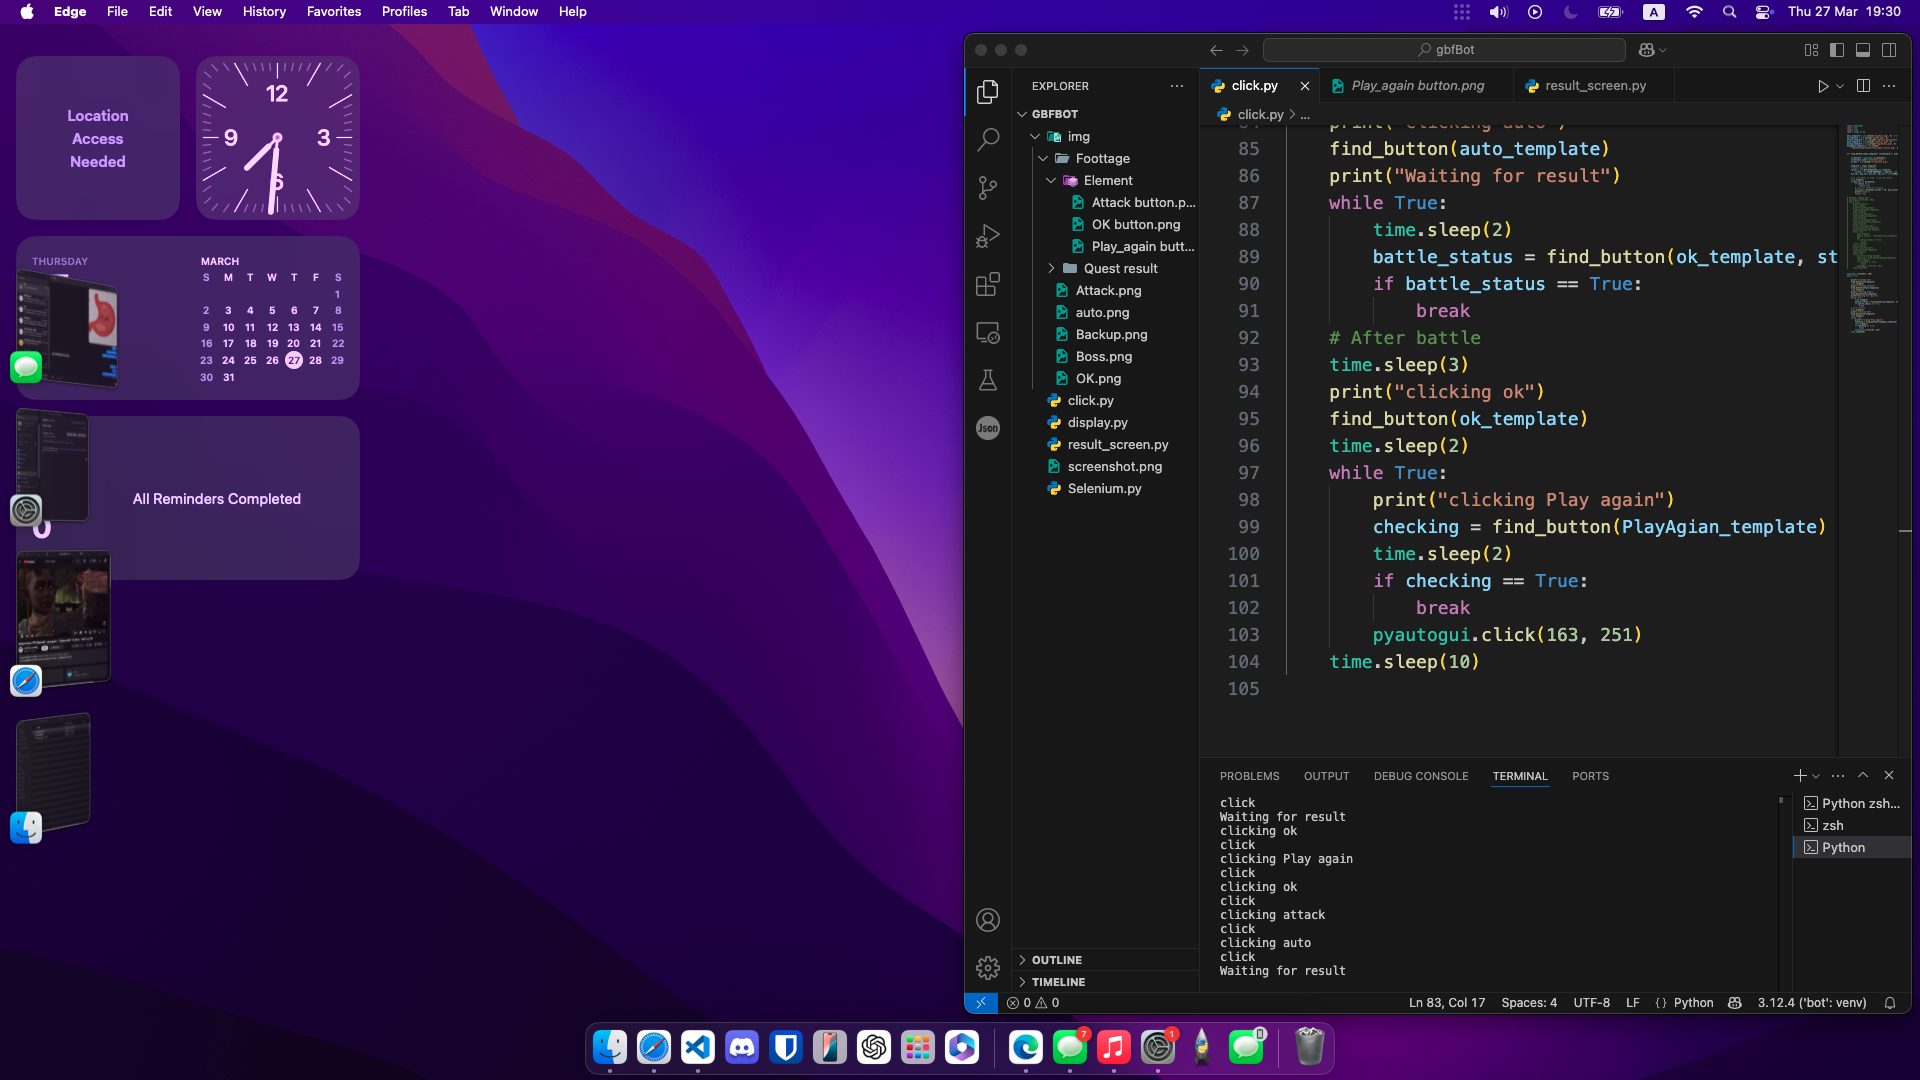 Edge File Edit View History Favorites Profiles Tab Window Help
A
Thu 27 Mar 19:30
Location
Access
Needed
12
9
3
6
THURSDAY
MARCH
S M T W T F S
1
2 3 4 5 6 7 8
9 10 11 12 13 14 15
16 17 18 19 20 21 22
23 24 25 26 27 28 29
30 31
All Reminders Completed
0
gbfBot
EXPLORER
GBFBOT
img
Foottage
Element
Attack button.p...
OK button.png
Play_again butt...
Quest result
Attack.png
auto.png
Backup.png
Boss.png
OK.png
click.py
display.py
result_screen.py
screenshot.png
Selenium.py
Json
OUTLINE
TIMELINE
click.py
Play_again button.png
result_screen.py
click.py > ...
84 print("clicking auto")
85 find_button(auto_template)
86 print("Waiting for result")
87 while True:
88 time.sleep(2)
89 battle_status = find_button(ok_template, st
90 if battle_status == True:
91 break
92 # After battle
93 time.sleep(3)
94 print("clicking ok")
95 find_button(ok_template)
96 time.sleep(2)
97 while True:
98 print("clicking Play again")
99 checking = find_button(PlayAgian_template)
100 time.sleep(2)
101 if checking == True:
102 break
103 pyautogui.click(163, 251)
104 time.sleep(10)
105
PROBLEMS OUTPUT DEBUG CONSOLE TERMINAL PORTS
click
Waiting for result
clicking ok
click
clicking Play again
click
clicking ok
click
clicking attack
click
clicking auto
click
Waiting for result
Python zsh...
zsh
Python
0 0
Ln 83, Col 17 Spaces: 4 UTF-8 LF {} Python 3.12.4 ('bot': venv)
7
1